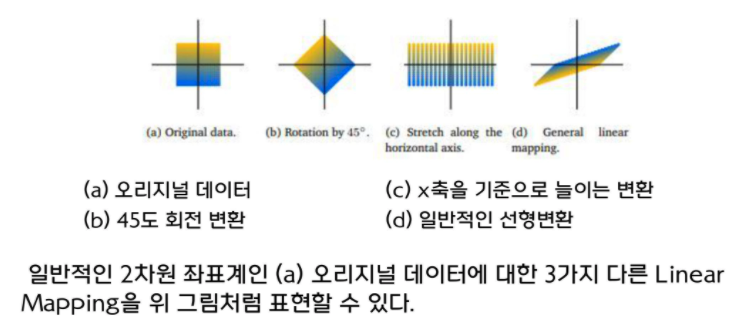 (a) Original data.
(b) Rotation by 45°.
(c) Stretch along the
horizontal axis.
(d) General linear
mapping.
(a) 오리지널 데이터
(c) x축을 기준으로 늘이는 변환
(b) 45도 회전 변환
(d) 일반적인 선형변환
일반적인 2차원 좌표계인 (a) 오리지널 데이터에 대한 3가지 다른 Linear
Mapping을 위 그림처럼 표현할 수 있다.